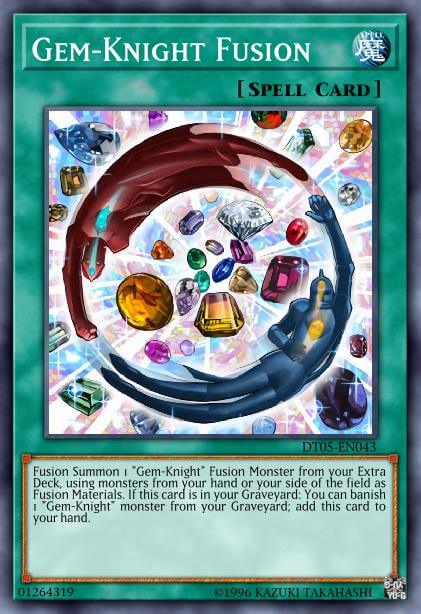 Gem-Knight Fusion
[Spell Card]
DT05-EN043
Fusion Summon 1 "Gem-Knight" Fusion Monster from your Extra
Deck, using monsters from your hand or your side of the field as
Fusion Materials. If this card is in your Graveyard: You can banish
1 "Gem-Knight" monster from your Graveyard; add this card to
your hand.
01264319
©1996 KAZUKI TAKAHASHI